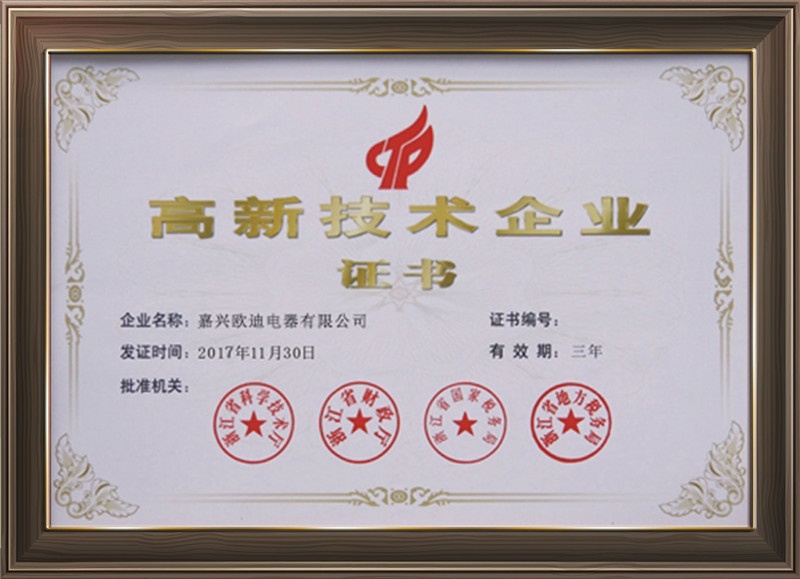 CTP
高新技术企业
证书
企业名称：嘉兴欧迪电器有限公司
证书编号：
发证时间：2017年11月30日
有效期：三年
批准机关：
浙江省科学技术厅
浙江省财政厅
浙江省国家税务局
浙江省地方税务局